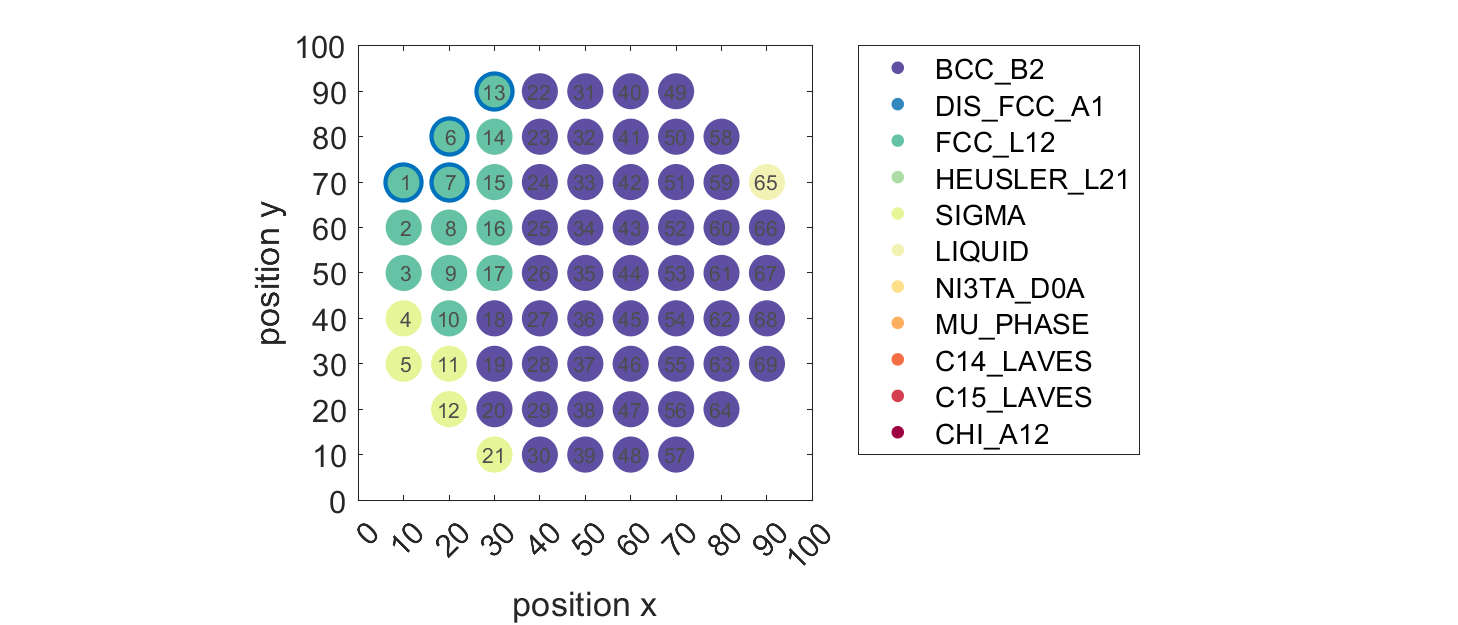 100
90
80
70
60
50
40
30
20
10
0
position y
13 22 31 40 49
6 14 23 32 41 50 58
1 7 15 24 33 42 51 59 65
2 8 16 25 34 43 52 60 66
3 9 17 26 35 44 53 61 67
4 10 18 27 36 45 54 62 68
5 11 19 28 37 46 55 63 69
12 20 29 38 47 56 64
21 30 39 48 57
0 10 20 30 40 50 60 70 80 90 100
position x
BCC_B2
DIS_FCC_A1
FCC_L12
HEUSLER_L21
SIGMA
LIQUID
NI3TA_D0A
MU_PHASE
C14_LAVES
C15_LAVES
CHI_A12